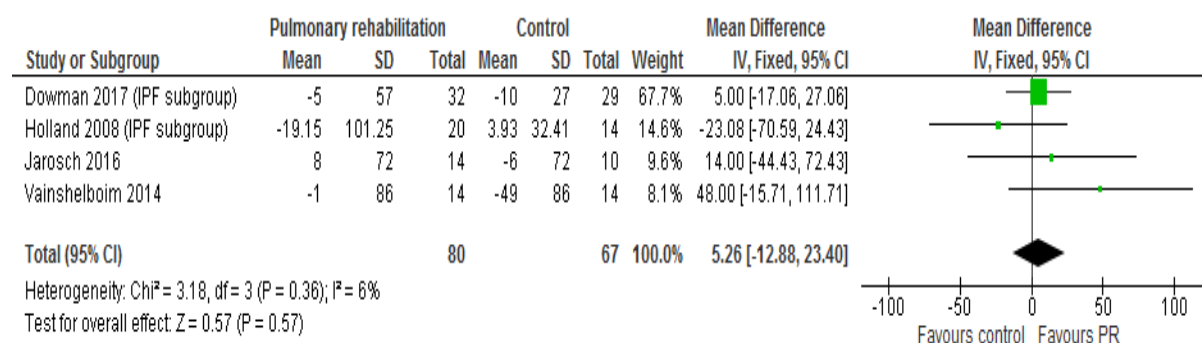 Pulmonary rehabilitation Control Mean Difference Mean Difference
Study or Subgroup Mean SD Total Mean SD Total Weight IV, Fixed, 95% CI IV, Fixed, 95% CI
Dowman 2017 (IPF subgroup) -5 57 32 -10 27 29 67.7% 5.00 [-17.06, 27.06]
Holland 2008 (IPF subgroup) -19.15 101.25 20 3.93 32.41 14 14.6% -23.08 [-70.59, 24.43]
Jarosch 2016 8 72 14 -6 72 10 9.6% 14.00 [-44.43, 72.43]
Vainshelboim 2014 -1 86 14 -49 86 14 8.1% 48.00 [-15.71, 111.71]
Total (95% CI) 80 67 100.0% 5.26 [-12.88, 23.40]
Heterogeneity: Chi² = 3.18, df = 3 (P = 0.36); I² = 6%
Test for overall effect: Z = 0.57 (P = 0.57)
-100 -50 0 50 100
Favours control Favours PR